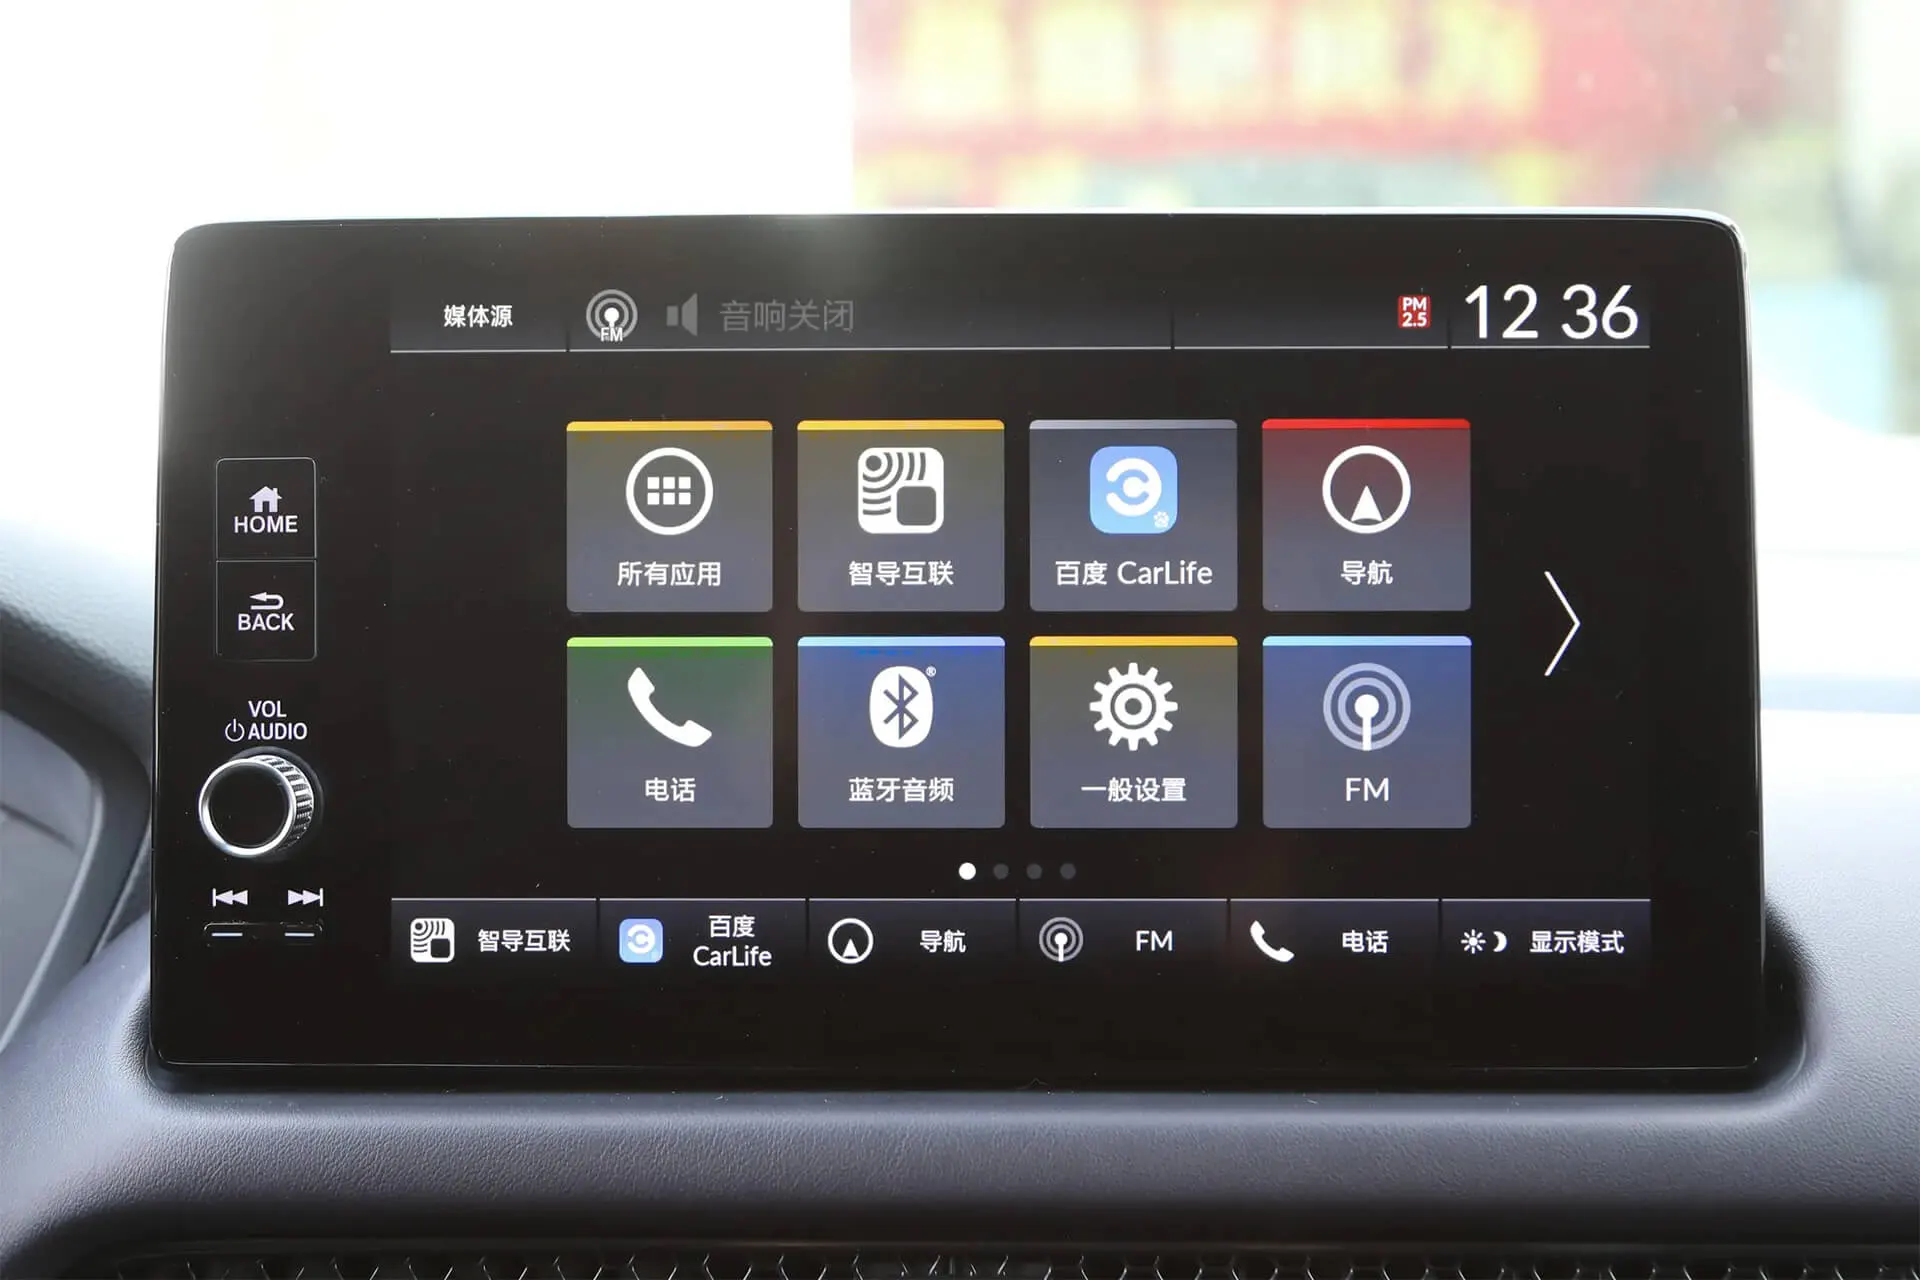 媒体源
FM
音响关闭
PM
2.5
12 36
HOME
BACK
VOL
AUDIO
所有应用
智导互联
百度 CarLife
导航
电话
®
蓝牙音频
一般设置
FM
智导互联
百度
CarLife
导航
FM
电话
显示模式